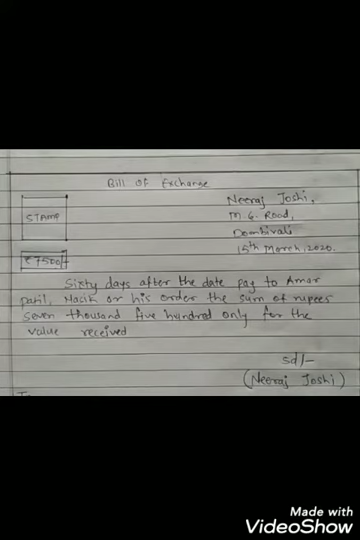 Bill of Exchange
STAMP
₹7500/-
Neeraj Joshi,
M. G. Road,
Dombivali
15th March, 2020.
Sixty days after the date pay to Amar
Patil, Nasik or his order the sum of rupees
seven thousand five hundred only for the
value received
sd/-
(Neeraj Joshi)
To
Made with
VideoShow